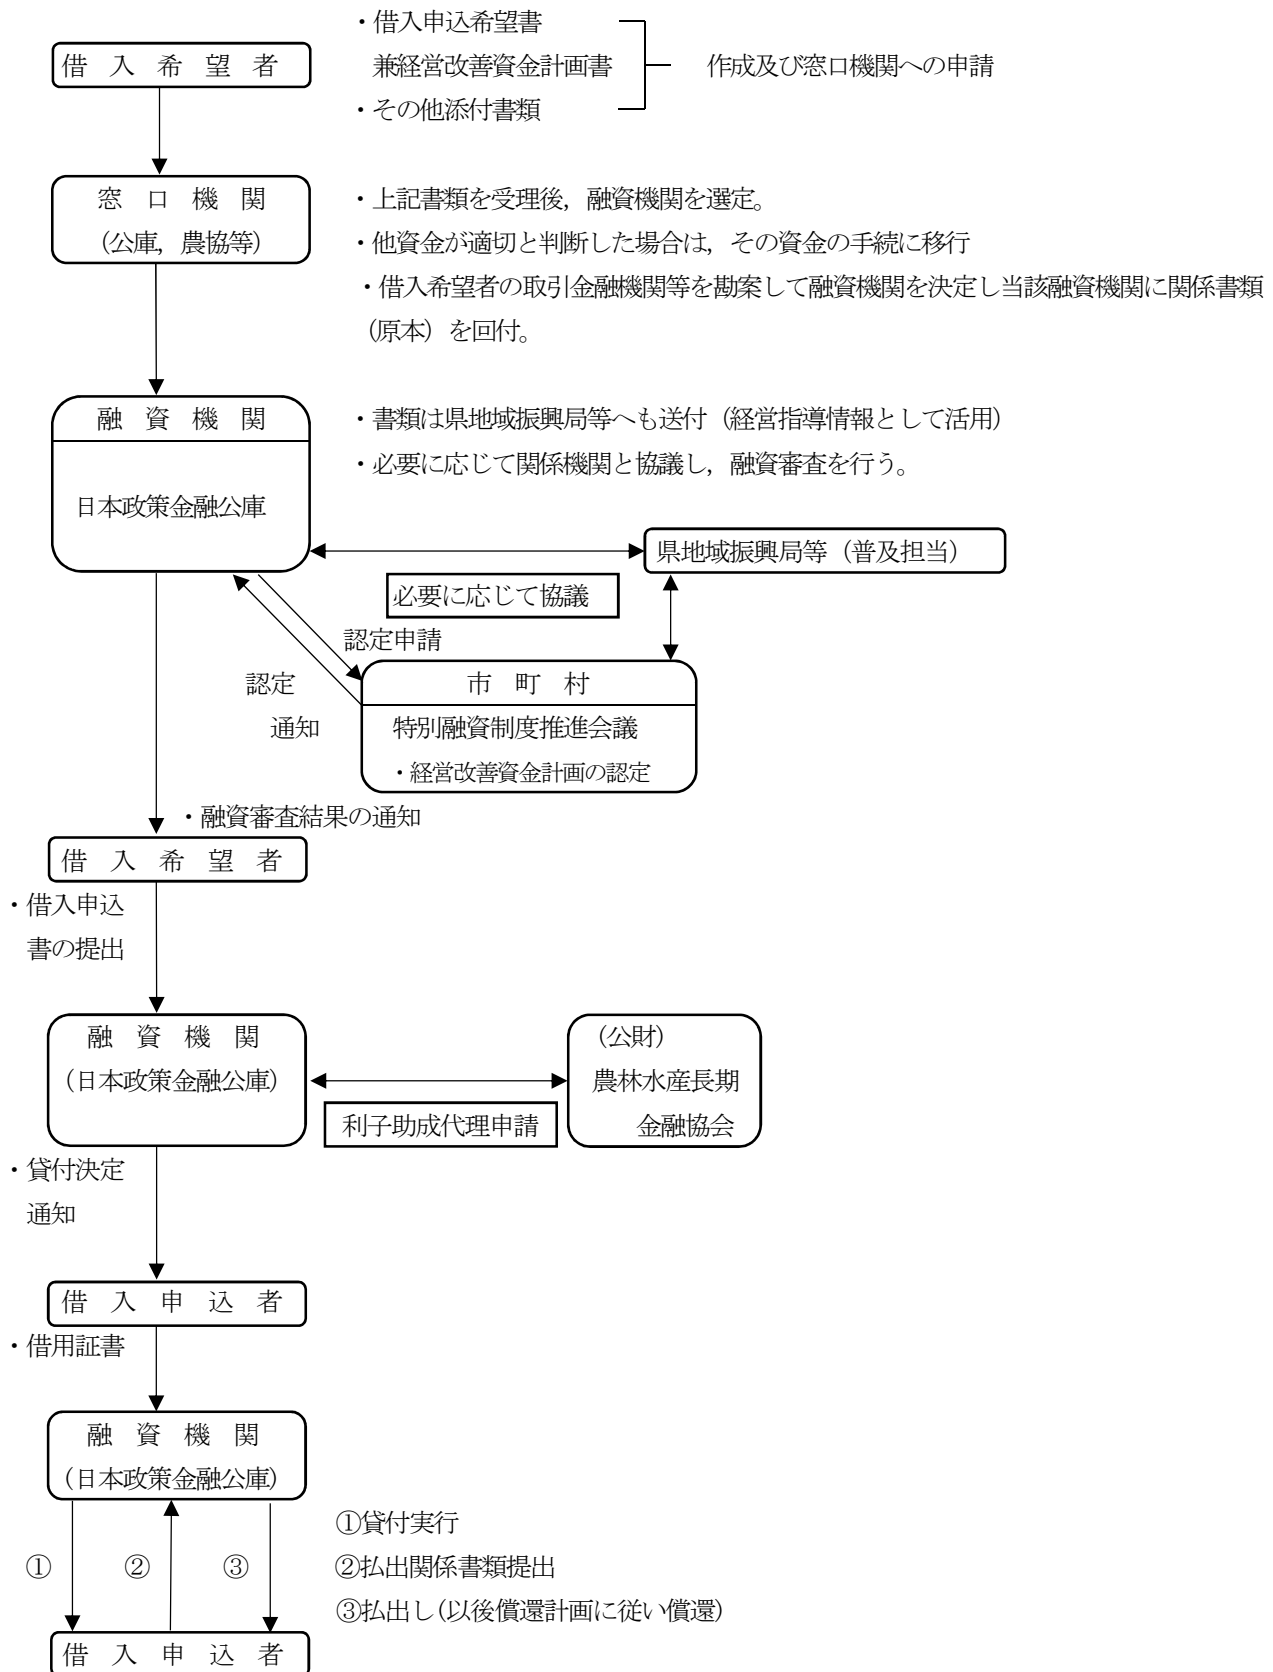 ・借入申込希望書
借　入　希　望　者
兼経営改善資金計画書
作成及び窓口機関への申請
・その他添付書類
窓　口　機　関
（公庫，農協等）
・上記書類を受理後，融資機関を選定。
・他資金が適切と判断した場合は，その資金の手続に移行
・借入希望者の取引金融機関等を勘案して融資機関を決定し当該融資機関に関係書類
（原本）を回付。
融　資　機　関
日本政策金融公庫
・書類は県地域振興局等へも送付（経営指導情報として活用）
・必要に応じて関係機関と協議し，融資審査を行う。
県地域振興局等（普及担当）
必要に応じて協議
認定申請
認定
通知
市　町　村
特別融資制度推進会議
・経営改善資金計画の認定
・融資審査結果の通知
借　入　希　望　者
・借入申込
書の提出
融　資　機　関
（日本政策金融公庫）
（公財）
農林水産長期
金融協会
利子助成代理申請
・貸付決定
通知
借　入　申　込　者
・借用証書
融　資　機　関
（日本政策金融公庫）
①
②
③
①貸付実行
②払出関係書類提出
③払出し（以後償還計画に従い償還）
借　入　申　込　者